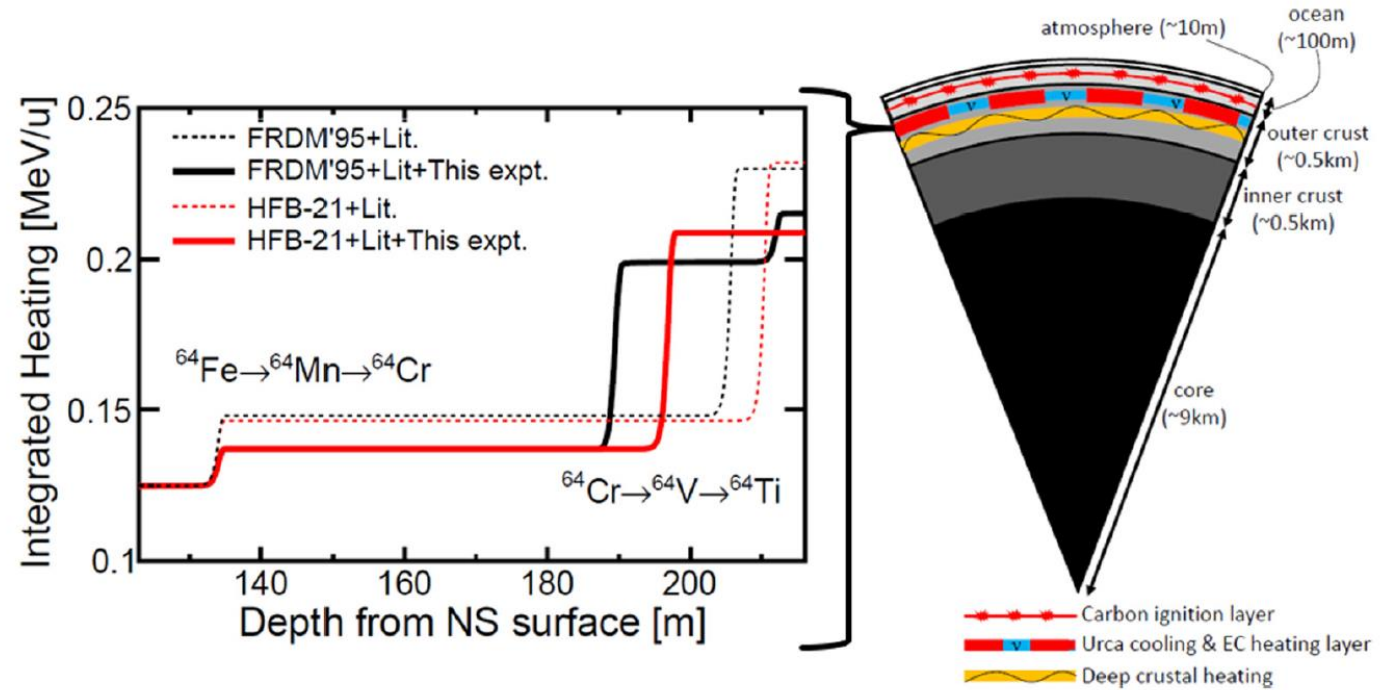 Integrated Heating [MeV/u]
0.25
0.2
0.15
0.1
FRDM'95+Lit.
FRDM'95+Lit+This expt.
HFB-21+Lit.
HFB-21+Lit+This expt.
⁶⁴Fe→⁶⁴Mn→⁶⁴Cr
⁶⁴Cr→⁶⁴V→⁶⁴Ti
140 160 180 200
Depth from NS surface [m]
atmosphere (~10m)
ocean
(~100m)
ν ν ν
outer crust
(~0.5km)
inner crust
(~0.5km)
core
(~9km)
Carbon ignition layer
ν Urca cooling & EC heating layer
Deep crustal heating